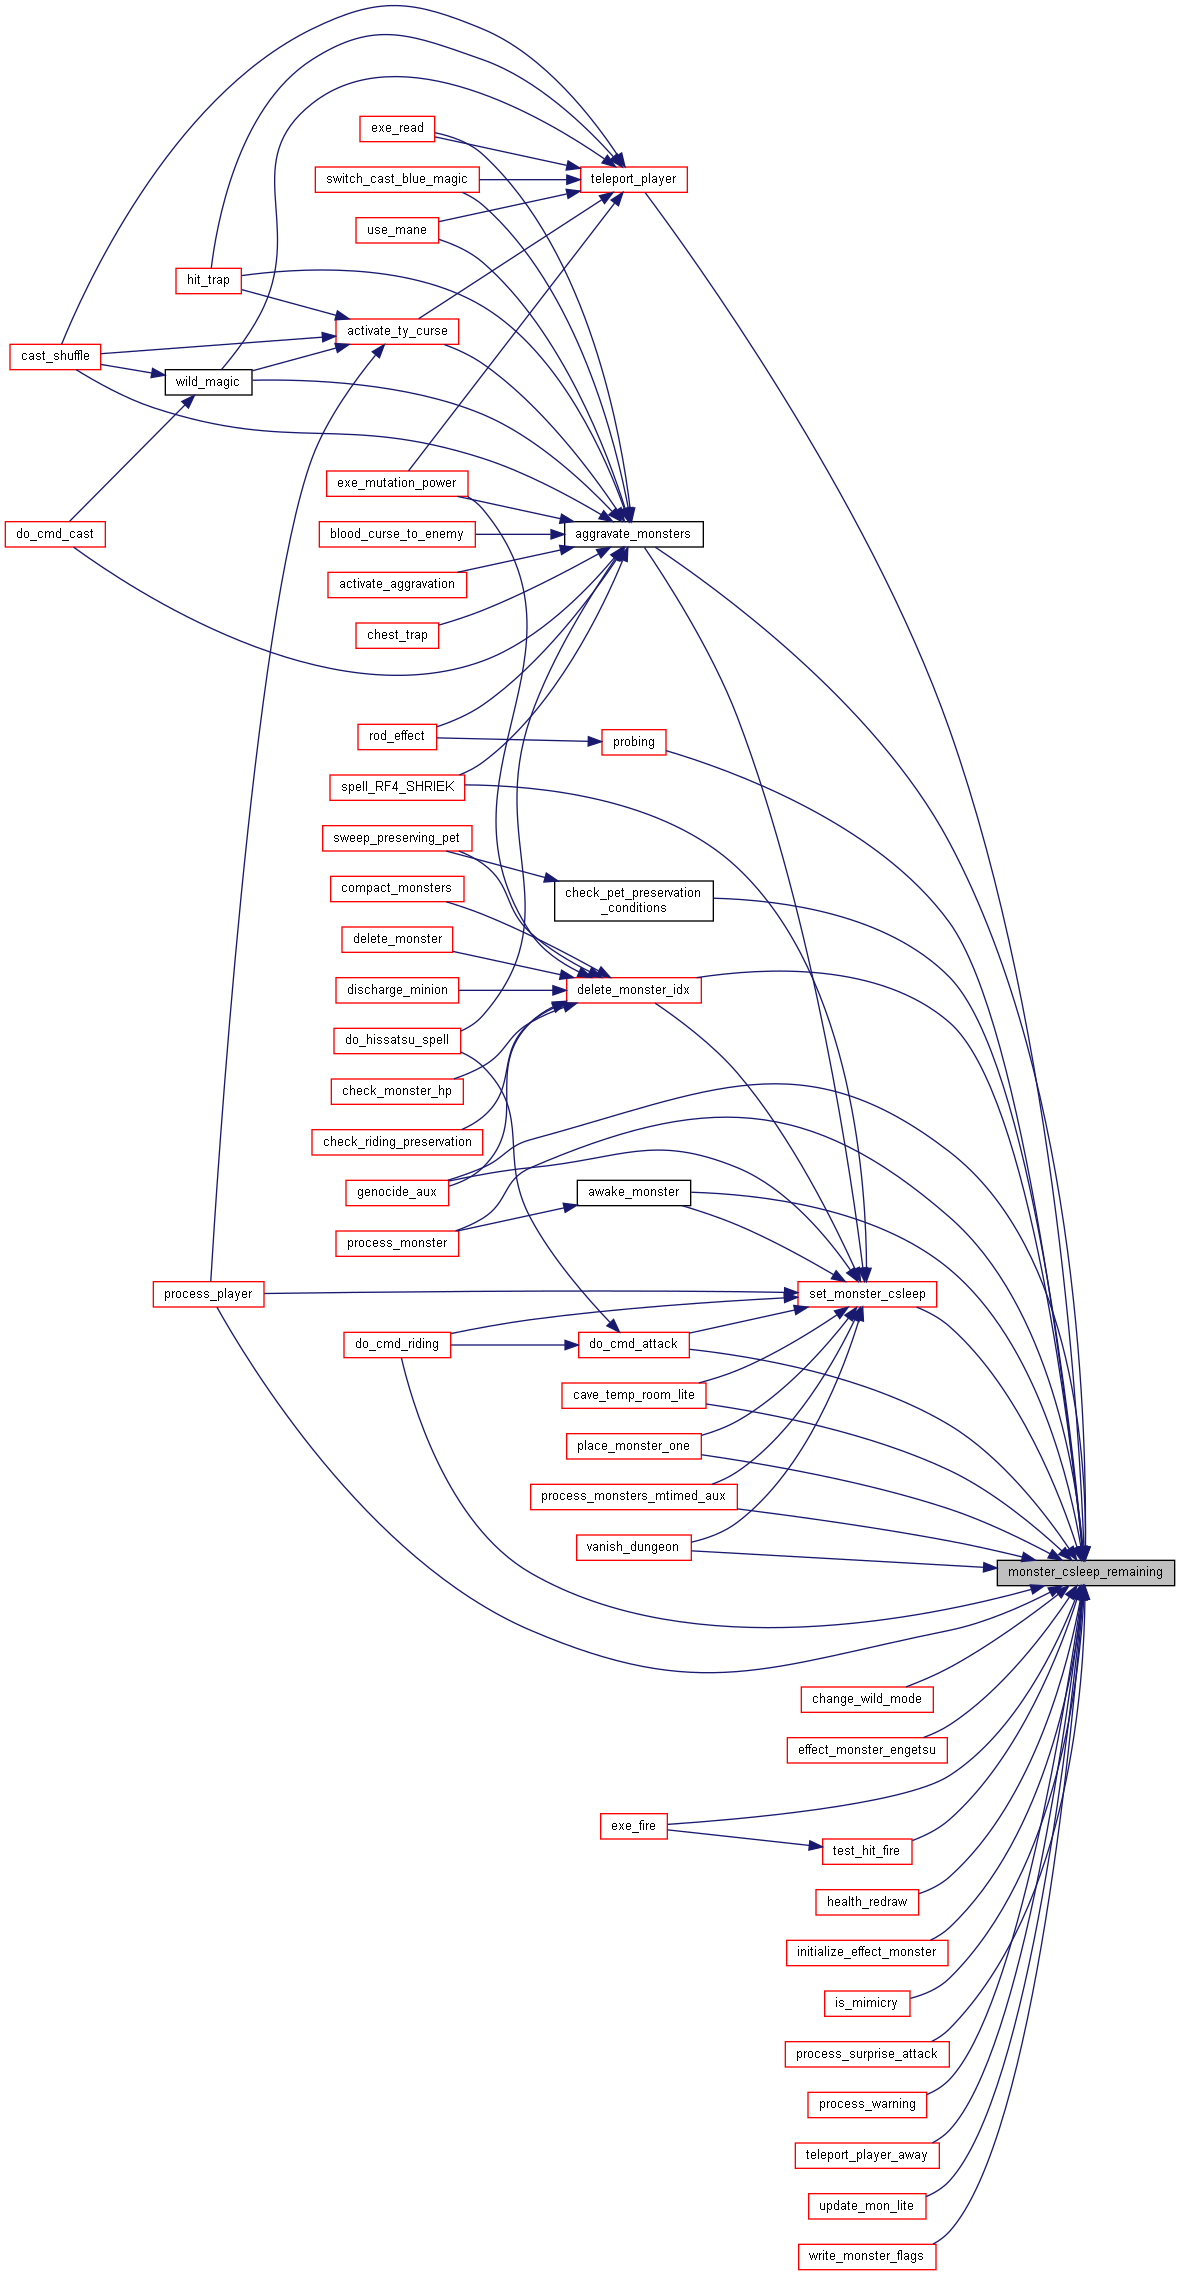 exe_read
switch_cast_blue_magic
teleport_player
use_mane
hit_trap
activate_ty_curse
cast_shuffle
wild_magic
exe_mutation_power
do_cmd_cast
blood_curse_to_enemy
aggravate_monsters
activate_aggravation
chest_trap
rod_effect
probing
spell_RF4_SHRIEK
sweep_preserving_pet
compact_monsters
check_pet_preservation
_conditions
delete_monster
discharge_minion
delete_monster_idx
do_hissatsu_spell
check_monster_hp
check_riding_preservation
genocide_aux
awake_monster
process_monster
process_player
set_monster_csleep
do_cmd_riding
do_cmd_attack
cave_temp_room_lite
place_monster_one
process_monsters_mtimed_aux
vanish_dungeon
monster_csleep_remaining
change_wild_mode
effect_monster_engetsu
exe_fire
test_hit_fire
health_redraw
initialize_effect_monster
is_mimicry
process_surprise_attack
process_warning
teleport_player_away
update_mon_lite
write_monster_flags